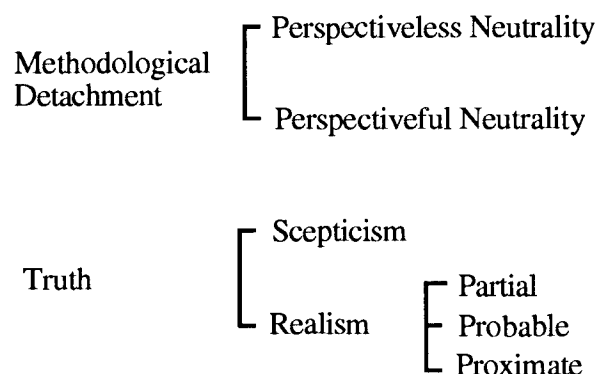 Perspectiveless Neutrality
Methodological
Detachment
Perspectiveful Neutrality
Scepticism
Truth
Partial
Realism
Probable
Proximate